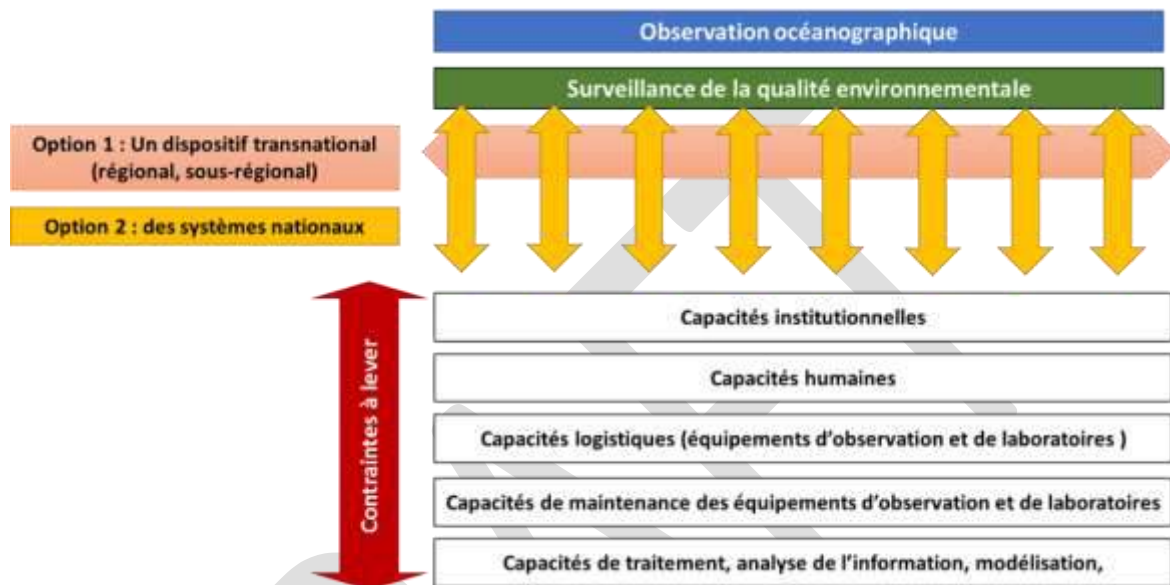 Observation océanographique
Surveillance de la qualité environnementale
Option 1 : Un dispositif transnational
(régional, sous-régional)
Option 2 : des systèmes nationaux
Contraintes à lever
Capacités institutionnelles
Capacités humaines
Capacités logistiques (équipements d'observation et de laboratoires )
Capacités de maintenance des équipements d'observation et de laboratoires
Capacités de traitement, analyse de l'information, modélisation,